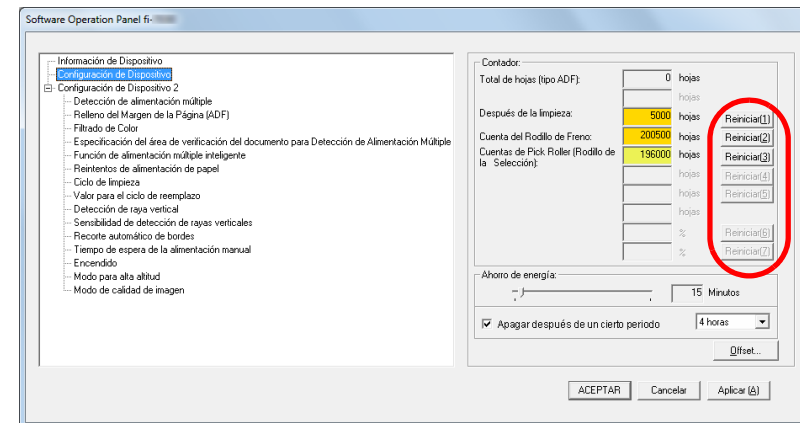 Software Operation Panel fi-
Información de Dispositivo
Configuración de Dispositivo
Configuración de Dispositivo 2
Detección de alimentación múltiple
Relleno del Margen de la Página (ADF)
Filtrado de Color
Especificación del área de verificación del documento para Detección de Alimentación Múltiple
Función de alimentación múltiple inteligente
Reintentos de alimentación de papel
Ciclo de limpieza
Valor para el ciclo de reemplazo
Detección de raya vertical
Sensibilidad de detección de rayas verticales
Recorte automático de bordes
Tiempo de espera de la alimentación manual
Encendido
Modo para alta altitud
Modo de calidad de imagen
Contador:
Total de hojas (tipo ADF): 0 hojas
hojas
Después de la limpieza: 5000 hojas Reiniciar(1)
Cuenta del Rodillo de Freno: 200500 hojas Reiniciar(2)
Cuentas de Pick Roller (Rodillo de 196000 hojas Reiniciar(3)
la Selección):
hojas Reiniciar(4)
hojas Reiniciar(5)
hojas
% Reiniciar(6)
% Reiniciar(7)
Ahorro de energía:
15 Minutos
Apagar después de un cierto periodo 4 horas
Offset...
ACEPTAR Cancelar Aplicar (A)